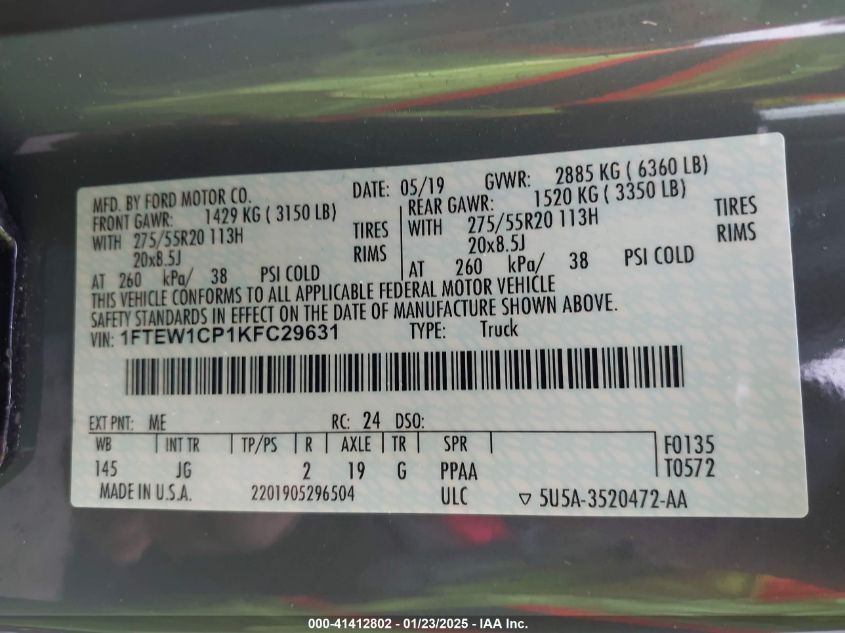 MFD. BY FORD MOTOR CO.
DATE: 05/19 GVWR: 2885 KG ( 6360 LB)
FRONT GAWR: 1429 KG ( 3150 LB)
WITH 275/55R20 113H TIRES
20x8.5J RIMS
AT 260 kPa/ 38 PSI COLD
REAR GAWR: 1520 KG ( 3350 LB)
WITH 275/55R20 113H TIRES
20x8.5J RIMS
AT 260 kPa/ 38 PSI COLD
THIS VEHICLE CONFORMS TO ALL APPLICABLE FEDERAL MOTOR VEHICLE
SAFETY STANDARDS IN EFFECT ON THE DATE OF MANUFACTURE SHOWN ABOVE.
VIN: 1FTEW1CP1KFC29631 TYPE: Truck
EXT PNT: ME RC: 24 DSO:
WB INT TR TP/PS R AXLE TR SPR F0135
145 JG 2 19 G PPAA T0572
MADE IN U.S.A. 2201905296504 ULC ▽ 5U5A-3520472-AA
000-41412802 - 01/23/2025 - IAA Inc.